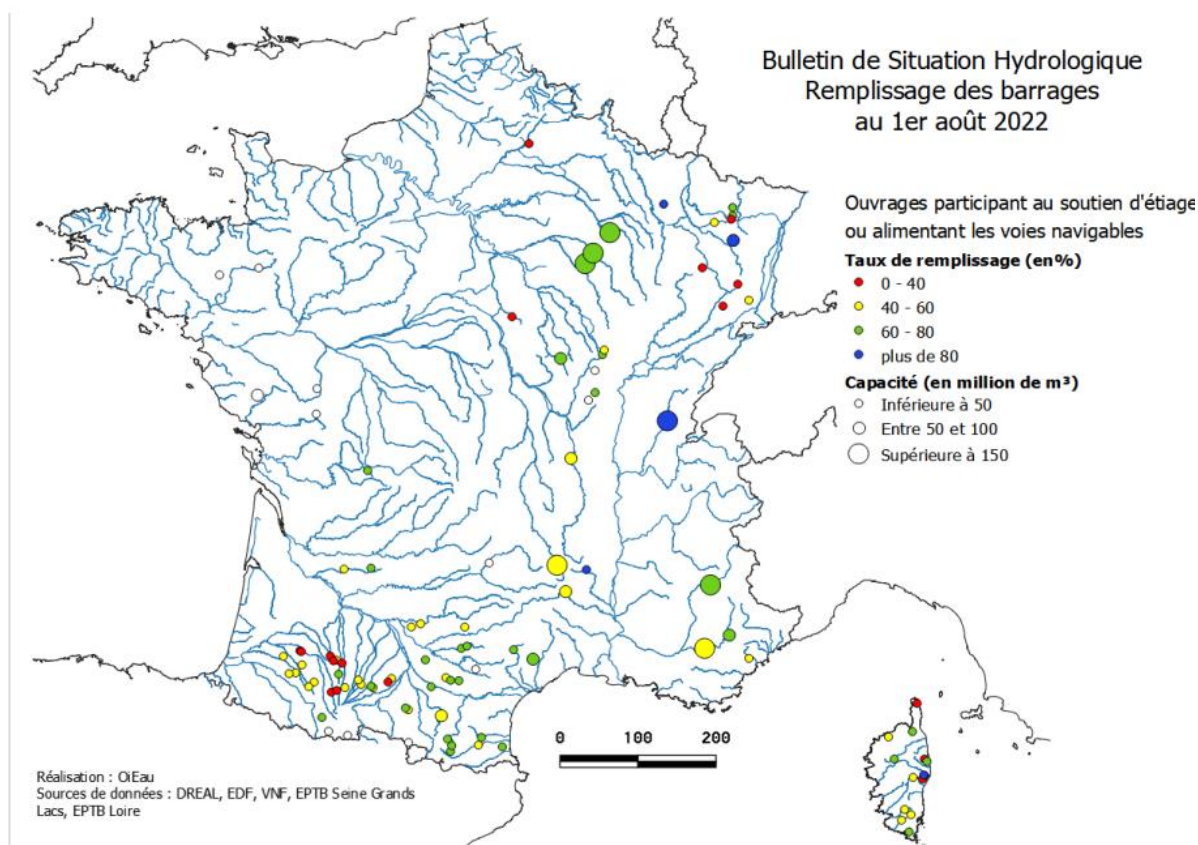 Bulletin de Situation Hydrologique
Remplissage des barrages
au 1er août 2022
Ouvrages participant au soutien d'étiage
ou alimentant les voies navigables
Taux de remplissage (en%)
0 - 40
40 - 60
60 - 80
plus de 80
Capacité (en million de m³)
Inférieure à 50
Entre 50 et 100
Supérieure à 150
0 100 200
Réalisation : OiEau
Sources de données : DREAL, EDF, VNF, EPTB Seine Grands
Lacs, EPTB Loire